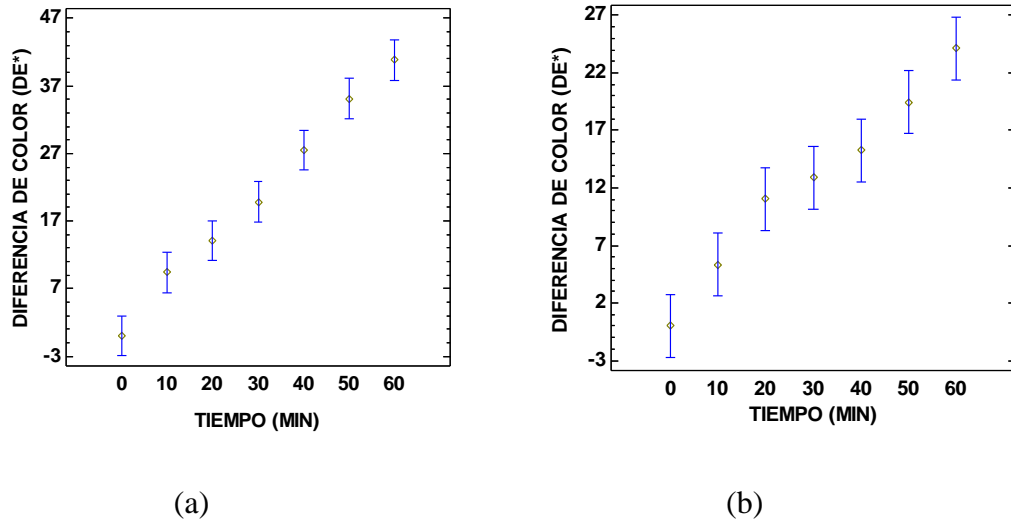 DIFERENCIA DE COLOR (DE*)
47
37
27
17
7
-3
0 10 20 30 40 50 60
TIEMPO (MIN)
(a)
DIFERENCIA DE COLOR (DE*)
27
22
17
12
7
2
-3
0 10 20 30 40 50 60
TIEMPO (MIN)
(b)